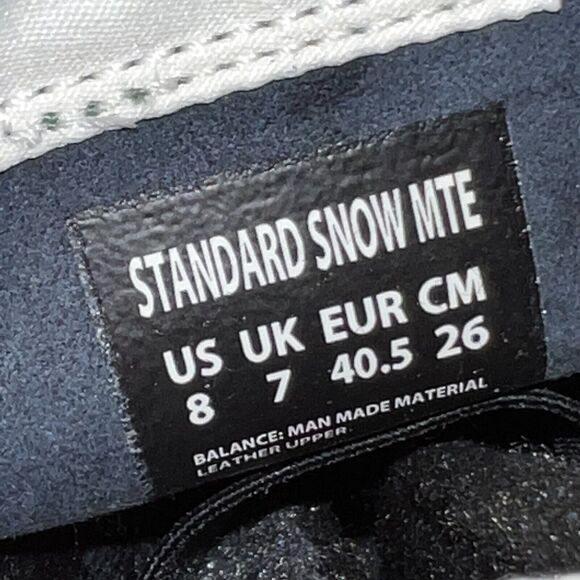 STANDARD SNOW MTE
US UK EUR CM
8 7 40.5 26
BALANCE: MAN MADE MATERIAL
LEATHER UPPER.